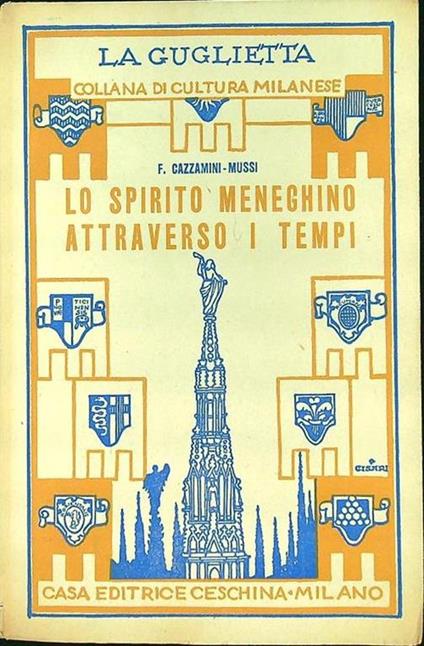 LA GUGLIETTA
COLLANA DI CULTURA MILANESE
F. CAZZAMINI-MUSSI
LO SPIRITO MENEGHINO
ATTRAVERSO I TEMPI
CISARI
CASA EDITRICE CESCHINA·MILANO